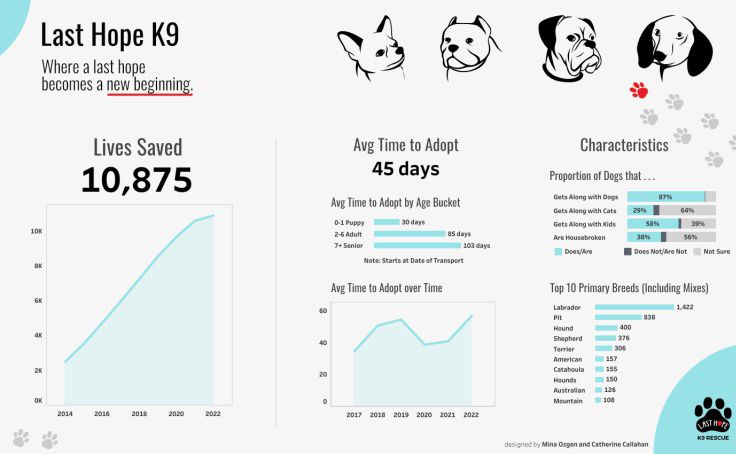 Last Hope K9
Where a last hope
becomes a new beginning.
Lives Saved
10,875
10K
8K
6K
4K
2K
0K
2014 2016 2018 2020 2022
Avg Time to Adopt
45 days
Avg Time to Adopt by Age Bucket
0-1 Puppy 30 days
2-6 Adult 85 days
7+ Senior 103 days
Note: Starts at Date of Transport
Avg Time to Adopt over Time
60
40
20
0
2017 2018 2019 2020 2021 2022
Characteristics
Proportion of Dogs that . . .
Gets Along with Dogs 87%
Gets Along with Cats 29% 64%
Gets Along with Kids 58% 39%
Are Housebroken 38% 56%
Does/Are Does Not/Are Not Not Sure
Top 10 Primary Breeds (Including Mixes)
Labrador 1,422
Pit 838
Hound 400
Shepherd 376
Terrier 306
American 157
Catahoula 155
Hounds 150
Australian 126
Mountain 108
LAST HOPE
K9 RESCUE
designed by Mina Ozgen and Catherine Callahan